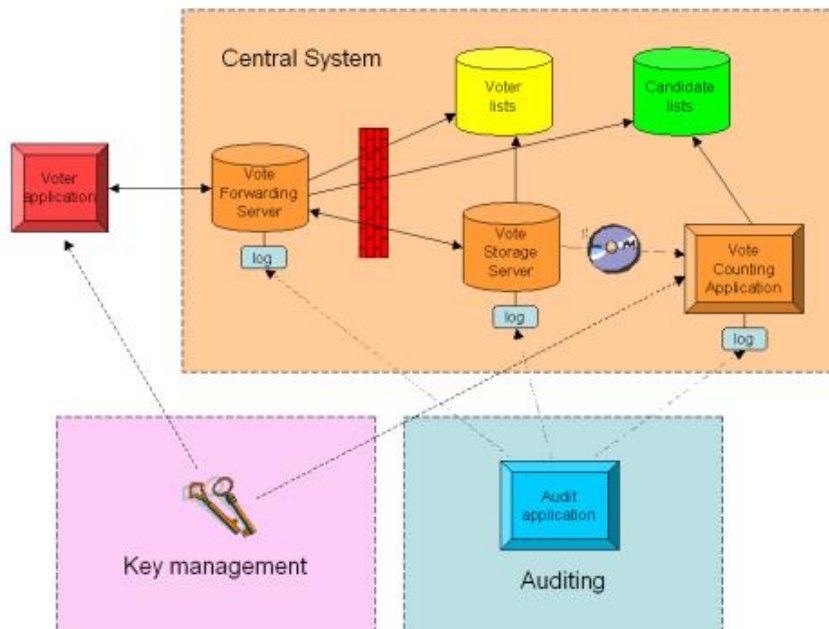 Central System
Voter
lists
Candidate
lists
Voter
application
Vote
Forwarding
Server
Vote
Storage
Server
Vote
Counting
Application
log
log
log
Key management
Audit
application
Auditing